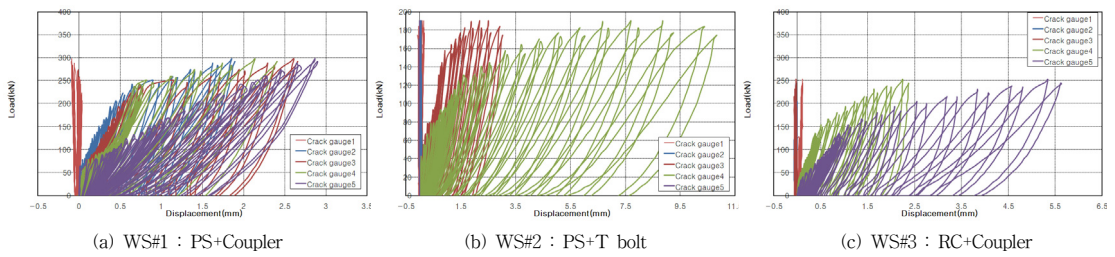 Load(kN)
400
350
300
250
200
150
100
50
0
-0.5 0 0.5 1 1.5 2 2.5 3 3.5
Displacement(mm)
Crack gauge1
Crack gauge2
Crack gauge3
Crack gauge4
Crack gauge5
(a) WS#1 : PS+Coupler
Load(kN)
200
180
160
140
120
100
80
60
40
20
0
-0.5 1.5 3.5 5.5 7.5 9.5 11.
Displacement(mm)
Crack gauge1
Crack gauge2
Crack gauge3
Crack gauge4
Crack gauge5
(b) WS#2 : PS+T bolt
Load(kN)
400
350
300
250
200
150
100
50
0
-0.5 0.5 1.5 2.5 3.5 4.5 5.5 6.5
Displacement(mm)
Crack gauge1
Crack gauge2
Crack gauge3
Crack gauge4
Crack gauge5
(c) WS#3 : RC+Coupler